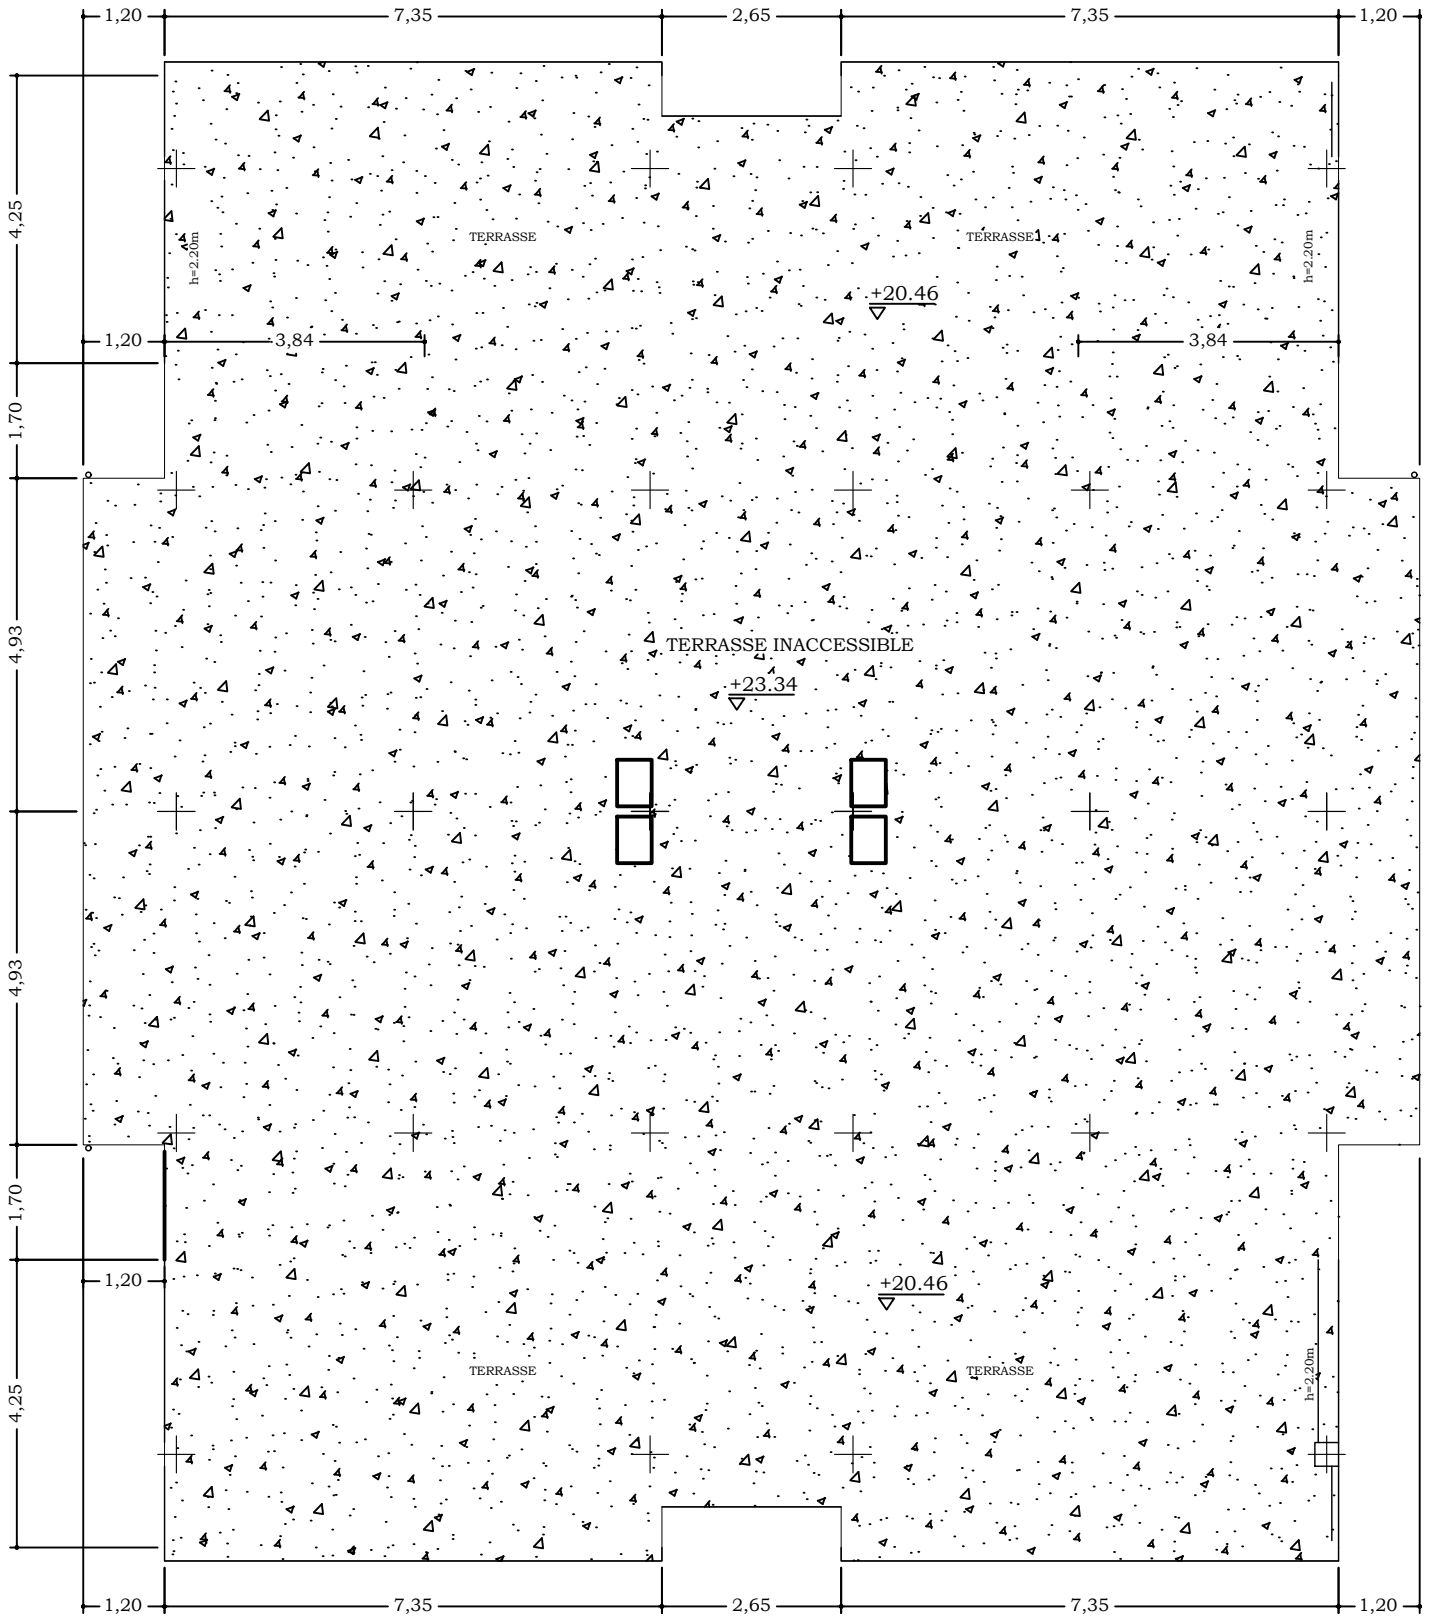 1,20 7,35 2,65 7,35 1,20
4,25
h=2.20m
TERRASSE
TERRASSE
h=2.20m
+20.46
1,20
3,84
3,84
1,70
4,93
TERRASSE INACCESSIBLE
+23.34
4,93
1,70
1,20
+20.46
TERRASSE
TERRASSE
h=2.20m
4,25
1,20 7,35 2,65 7,35 1,20